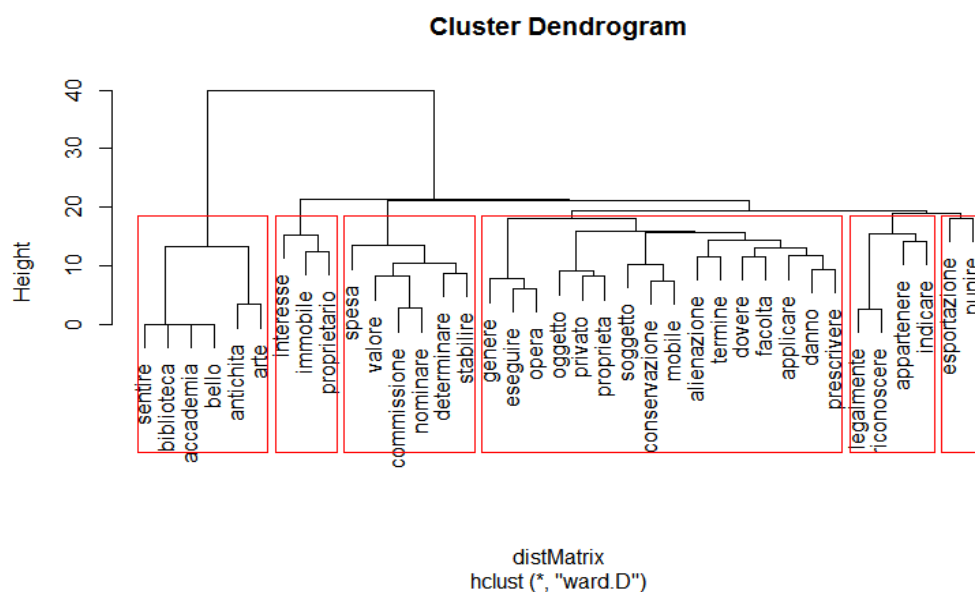 Cluster Dendrogram
Height
40
30
20
10
0
sentire
biblioteca
accademia
bello
antichita
arte
interesse
immobile
proprietario
spesa
valore
commissione
nominare
determinare
stabilire
genere
eseguire
opera
oggetto
privato
proprieta
soggetto
conservazione
mobile
alienazione
termine
dovere
facolta
applicare
danno
prescrivere
legalmente
riconoscere
appartenere
indicare
esportazione
punire
distMatrix
hclust (*, "ward.D")